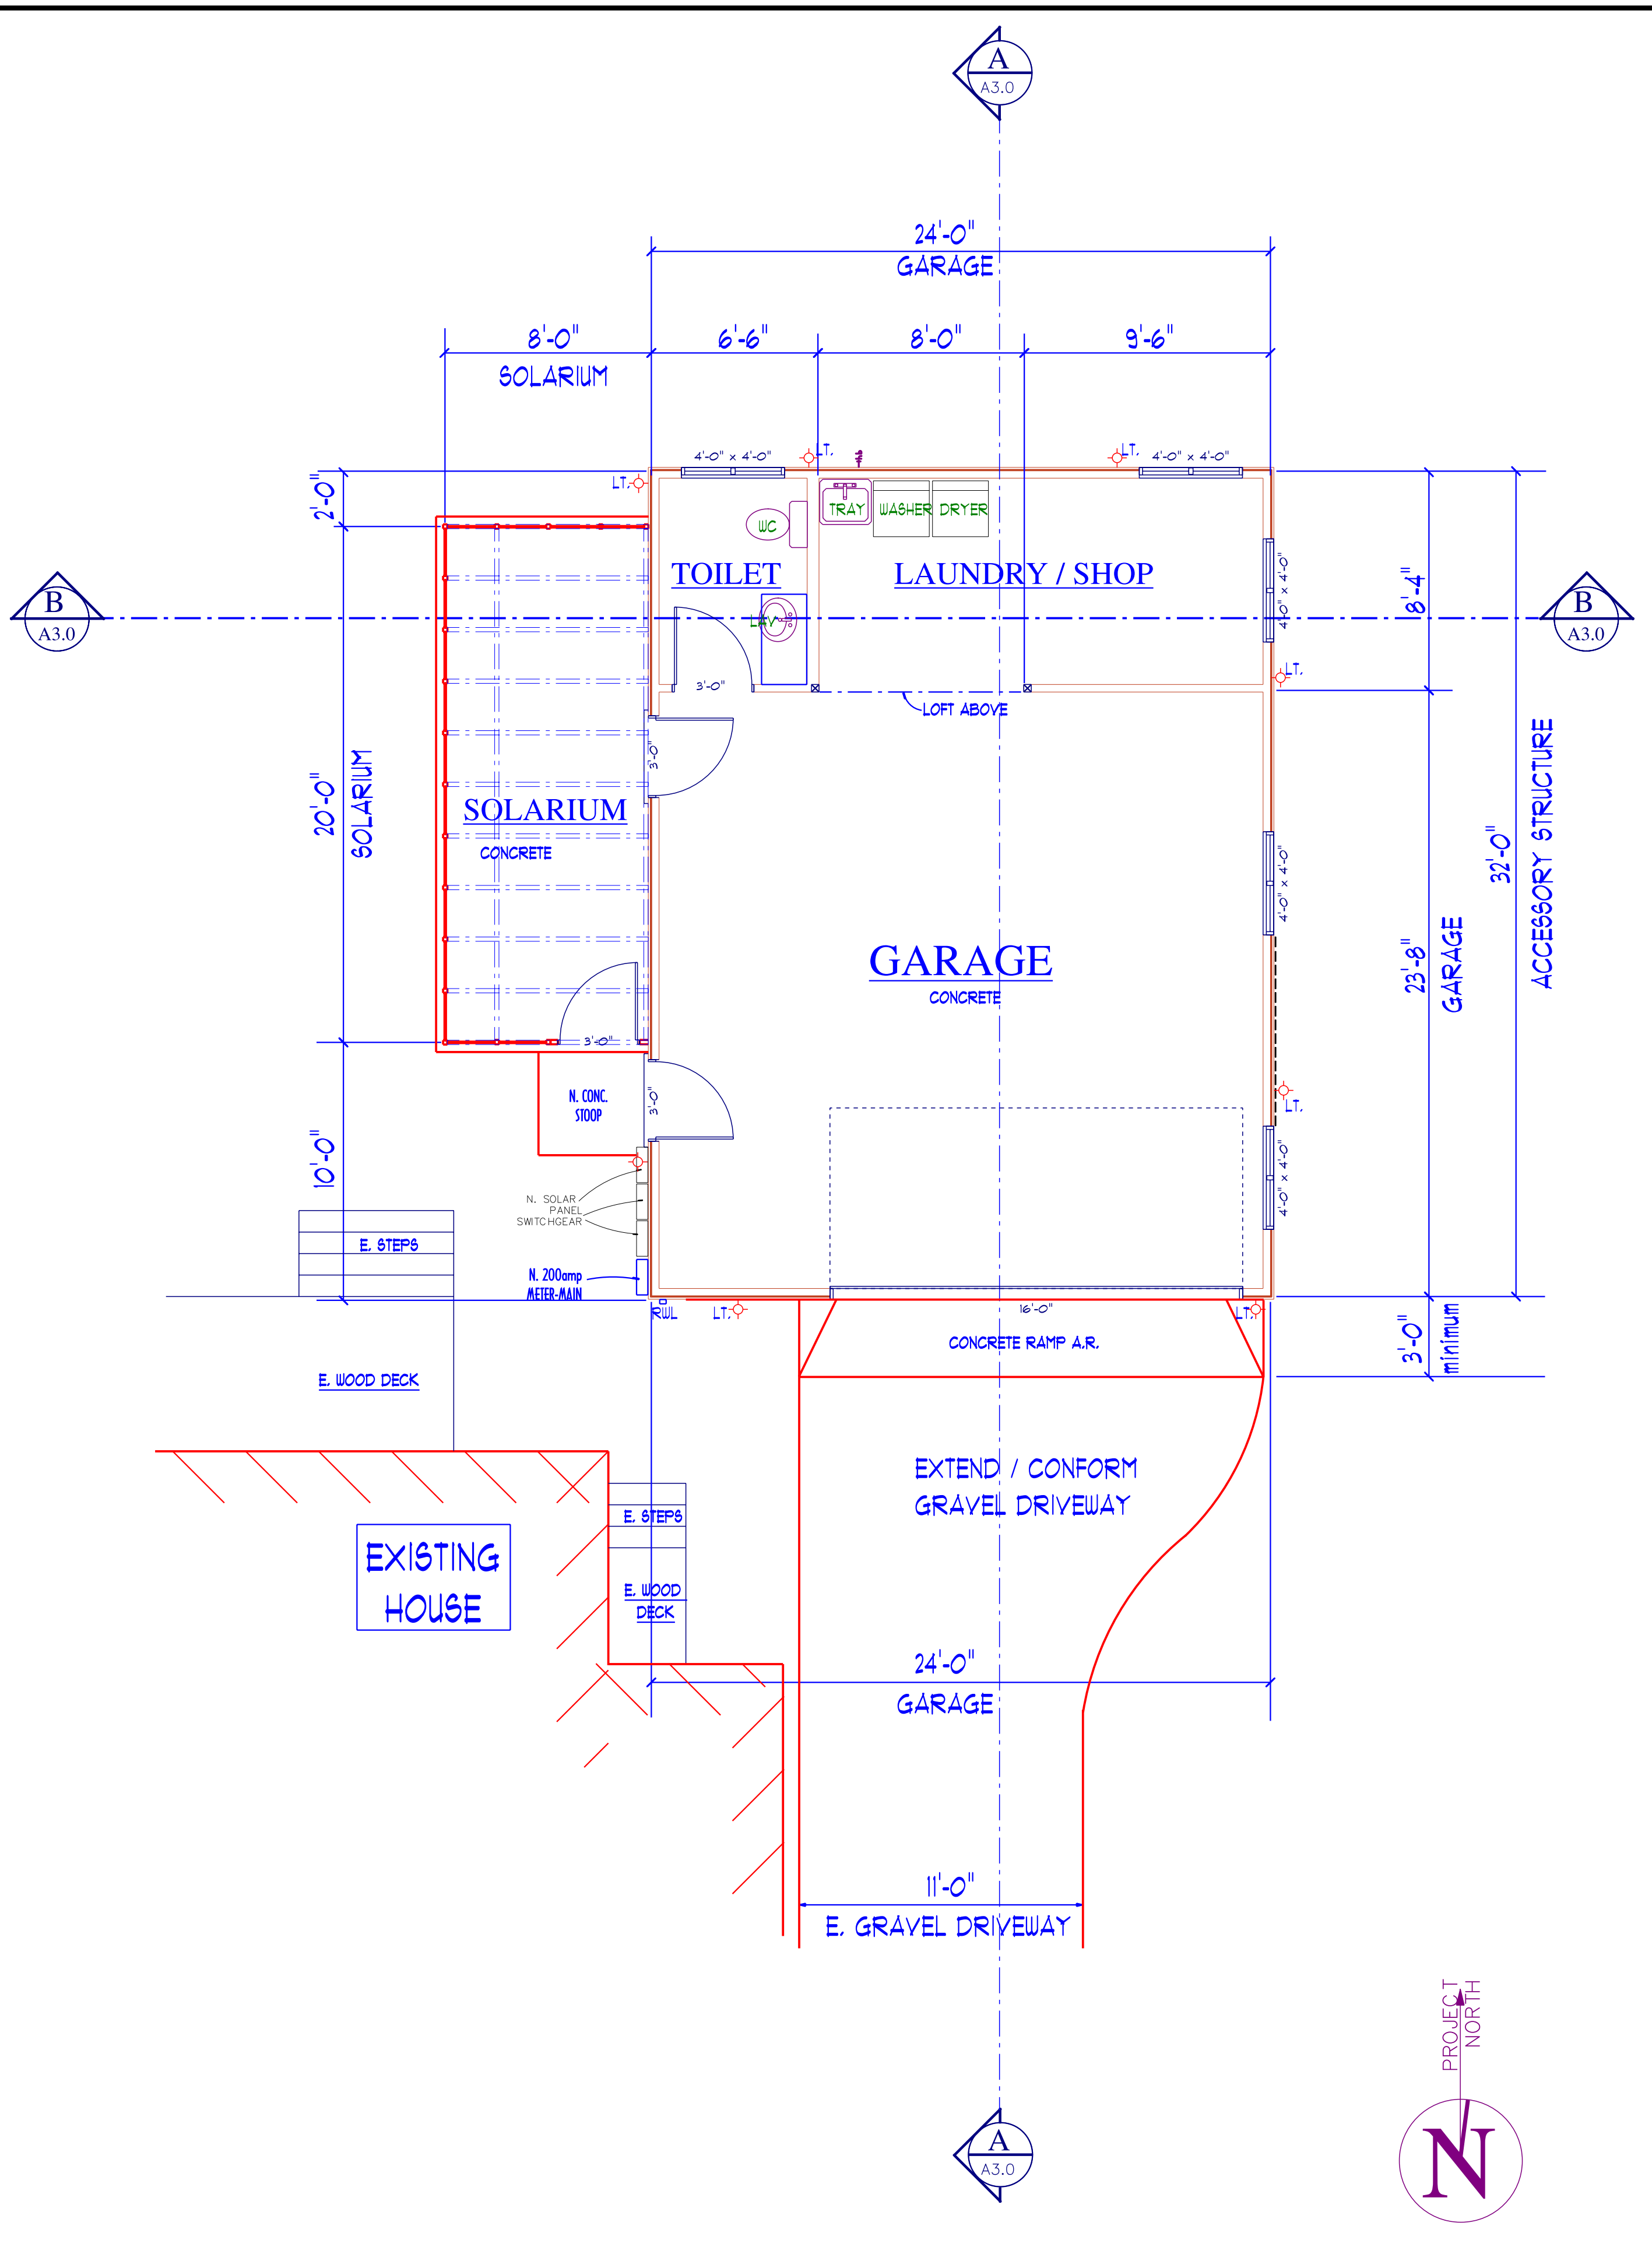 A
A3.0
24'-0"
GARAGE
8'-0"
6'-6"
8'-0"
9'-6"
SOLARIUM
4'-0" x 4'-0"
LT.
LT.
4'-0" x 4'-0"
LT.
2'-0"
TRAY
WASHER
DRYER
WC
TOILET
LAUNDRY / SHOP
4'-0" x 4'-0"
8'-4"
B
A3.0
B
A3.0
LAV
LT.
3'-0"
LOFT ABOVE
3'-0"
20'-0"
SOLARIUM
SOLARIUM
CONCRETE
4'-0" x 4'-0"
32'-0"
ACCESSORY STRUCTURE
GARAGE
CONCRETE
23'-8"
GARAGE
3'-0"
N. CONC.
STOOP
3'-0"
LT.
10'-0"
4'-0" x 4'-0"
N. SOLAR
PANEL
SWITCHGEAR
E. STEPS
N. 200amp
METER-MAIN
RWL
LT.
16'-0"
LT.
CONCRETE RAMP A.R.
3'-0"
minimum
E. WOOD DECK
EXTEND / CONFORM
GRAVEL DRIVEWAY
E. STEPS
EXISTING
HOUSE
E. WOOD
DECK
24'-0"
GARAGE
11'-0"
E. GRAVEL DRIVEWAY
PROJECT
NORTH
A
A3.0
N